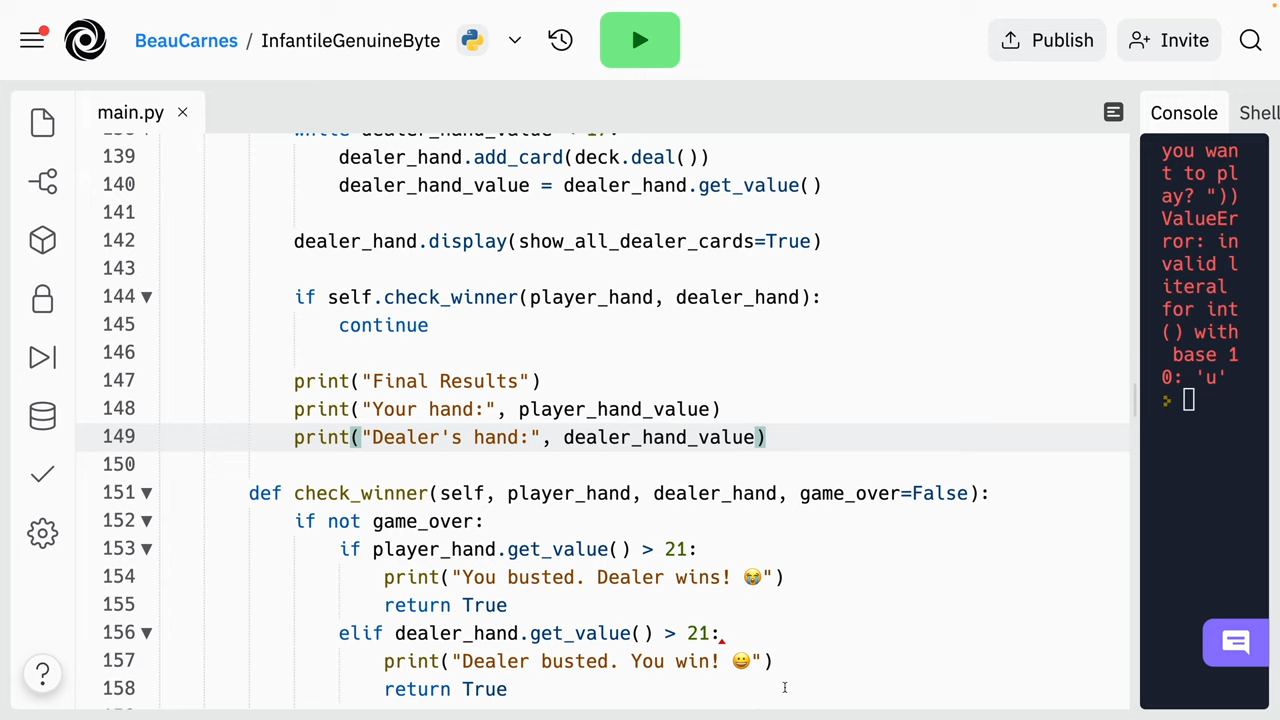 BeauCarnes / InfantileGenuineByte
Publish
Invite
main.py
Console
Shell
139 dealer_hand.add_card(deck.deal())
140 dealer_hand_value = dealer_hand.get_value()
141
142 dealer_hand.display(show_all_dealer_cards=True)
143
144 if self.check_winner(player_hand, dealer_hand):
145 continue
146
147 print("Final Results")
148 print("Your hand:", player_hand_value)
149 print("Dealer's hand:", dealer_hand_value)
150
151 def check_winner(self, player_hand, dealer_hand, game_over=False):
152 if not game_over:
153 if player_hand.get_value() > 21:
154 print("You busted. Dealer wins! 😭")
155 return True
156 elif dealer_hand.get_value() > 21:
157 print("Dealer busted. You win! 😀")
158 return True
you wan
t to pl
ay? "))
ValueEr
ror: in
valid l
iteral
for int
() with
base 1
0: 'u'
?